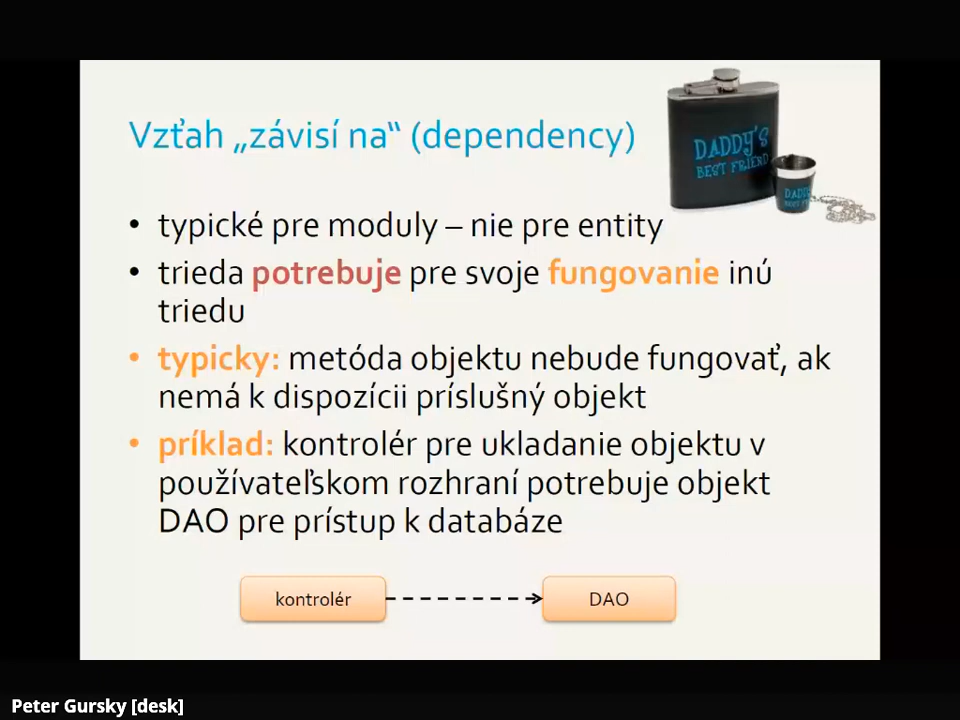 Vzťah „závisí na“ (dependency)
DADDY'S
BEST FRIEND
DADDY
• typické pre moduly – nie pre entity
• trieda potrebuje pre svoje fungovanie inú
triedu
• typicky: metóda objektu nebude fungovať, ak
nemá k dispozícii príslušný objekt
• príklad: kontrolér pre ukladanie objektu v
používateľskom rozhraní potrebuje objekt
DAO pre prístup k databáze
kontrolér
DAO
Peter Gursky [desk]